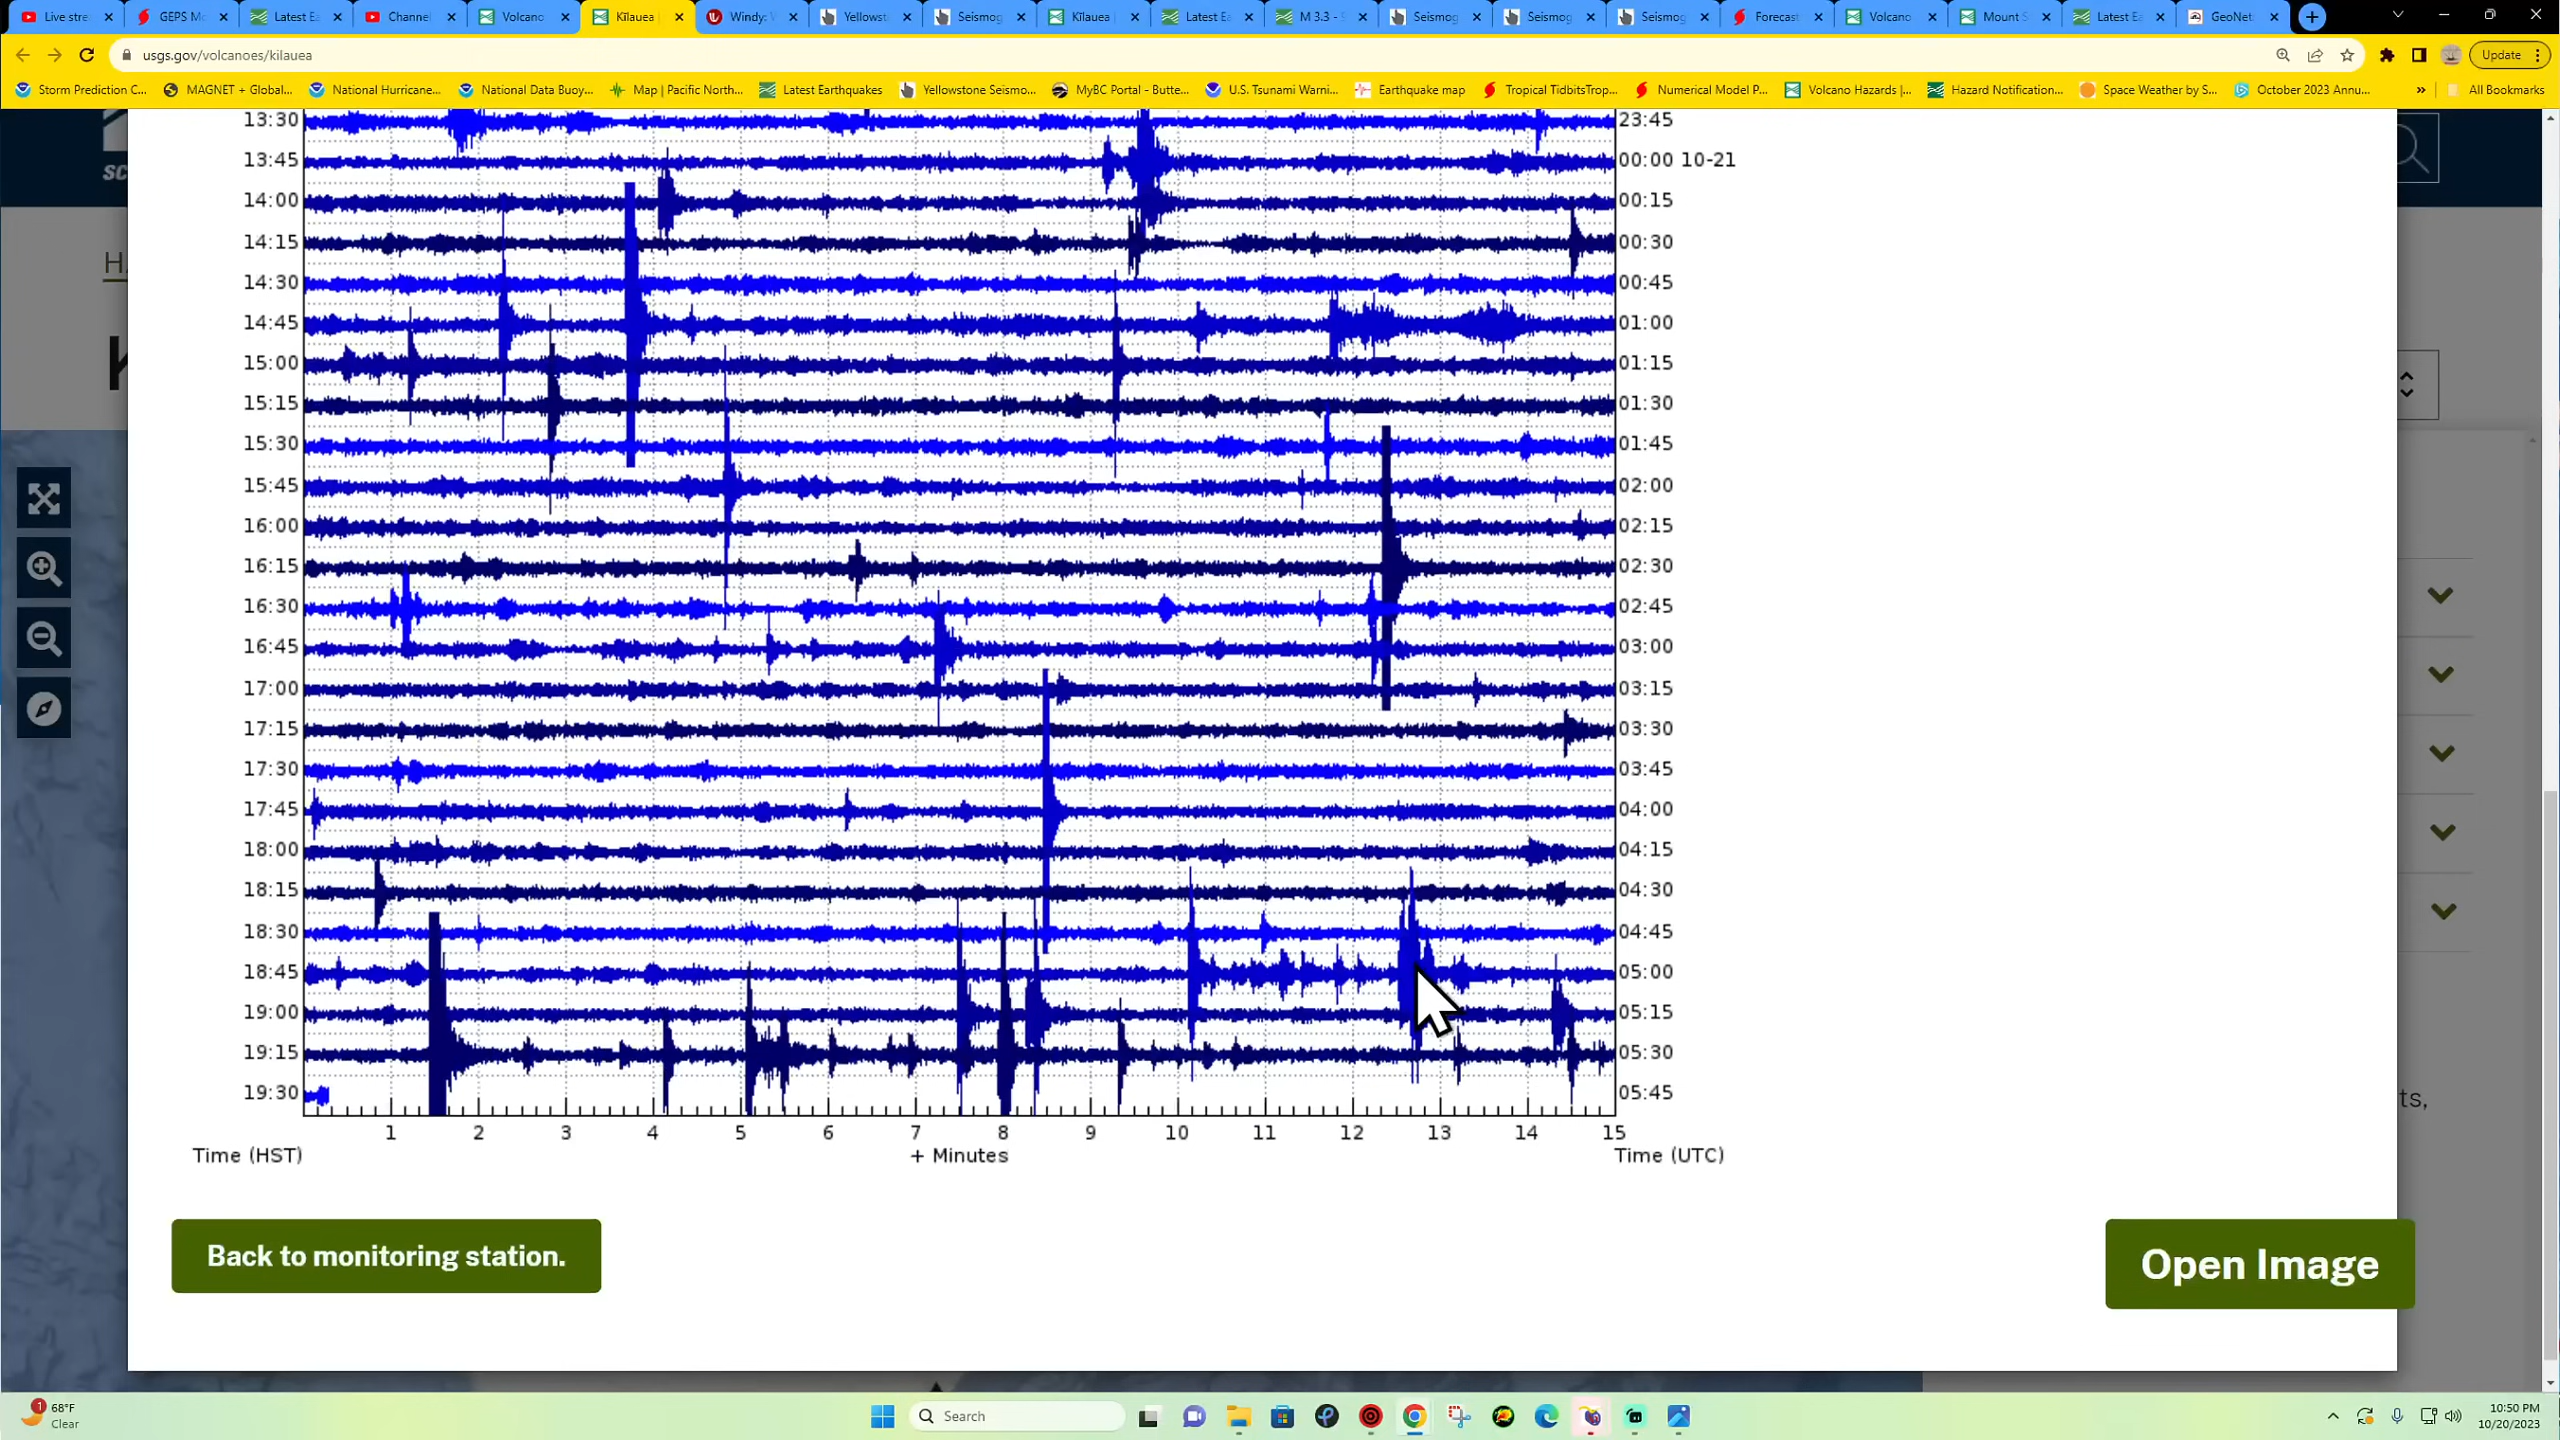 Live stre
GEPS Mo
Latest Ea
Channel
Volcano
Kīlauea
Windy: W
Yellowst
Seismog
Kīlauea
Latest Ea
M 3.3 -
Seismog
Seismog
Seismog
Forecast
Volcano
Mount S
Latest Ea
GeoNet
usgs.gov/volcanoes/kilauea
Update
Storm Prediction C...
MAGNET + Global...
National Hurricane...
National Data Buoy...
Map | Pacific North...
Latest Earthquakes
Yellowstone Seismo...
MyBC Portal - Butte...
U.S. Tsunami Warni...
Earthquake map
Tropical TidbitsTrop...
Numerical Model P...
Volcano Hazards |...
Hazard Notification...
Space Weather by S...
October 2023 Annu...
»
All Bookmarks
13:30 23:45
13:45 00:00 10-21
14:00 00:15
14:15 00:30
14:30 00:45
14:45 01:00
15:00 01:15
15:15 01:30
15:30 01:45
15:45 02:00
16:00 02:15
16:15 02:30
16:30 02:45
16:45 03:00
17:00 03:15
17:15 03:30
17:30 03:45
17:45 04:00
18:00 04:15
18:15 04:30
18:30 04:45
18:45 05:00
19:00 05:15
19:15 05:30
19:30 05:45
ts,
1 2 3 4 5 6 7 8 9 10 11 12 13 14 15
Time (HST) + Minutes Time (UTC)
Back to monitoring station.
Open Image
1
68°F
Clear
Search
10:50 PM
10/20/2023